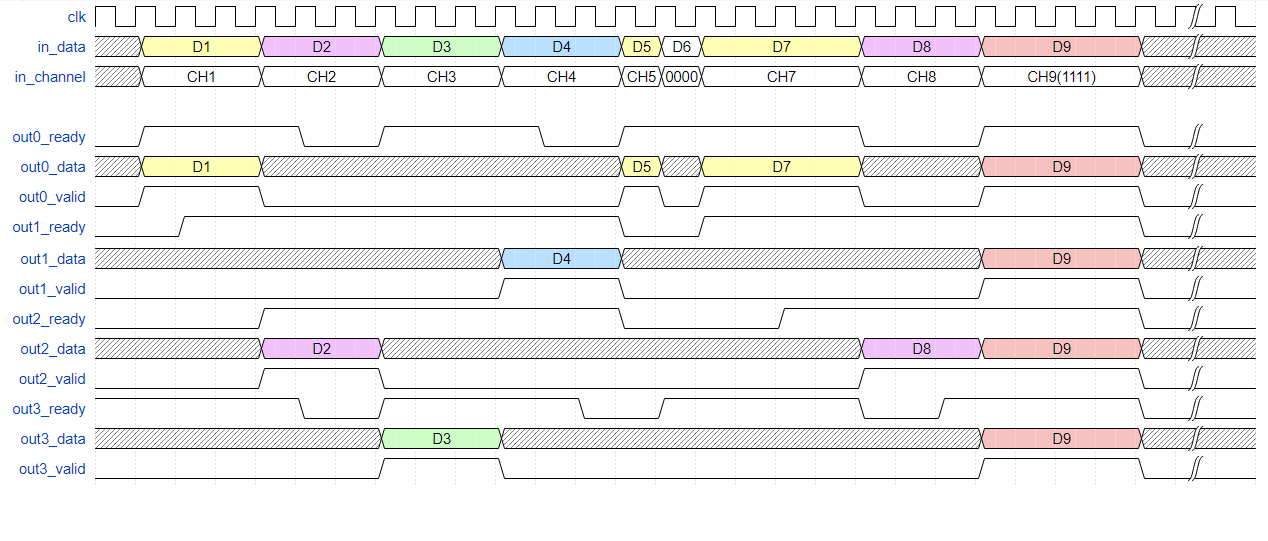 clk
in_data D1 D2 D3 D4 D5 D6 D7 D8 D9
in_channel CH1 CH2 CH3 CH4 CH5 0000 CH7 CH8 CH9(1111)
out0_ready
out0_data D1 D5 D7 D9
out0_valid
out1_ready
out1_data D4 D9
out1_valid
out2_ready
out2_data D2 D8 D9
out2_valid
out3_ready
out3_data D3 D9
out3_valid